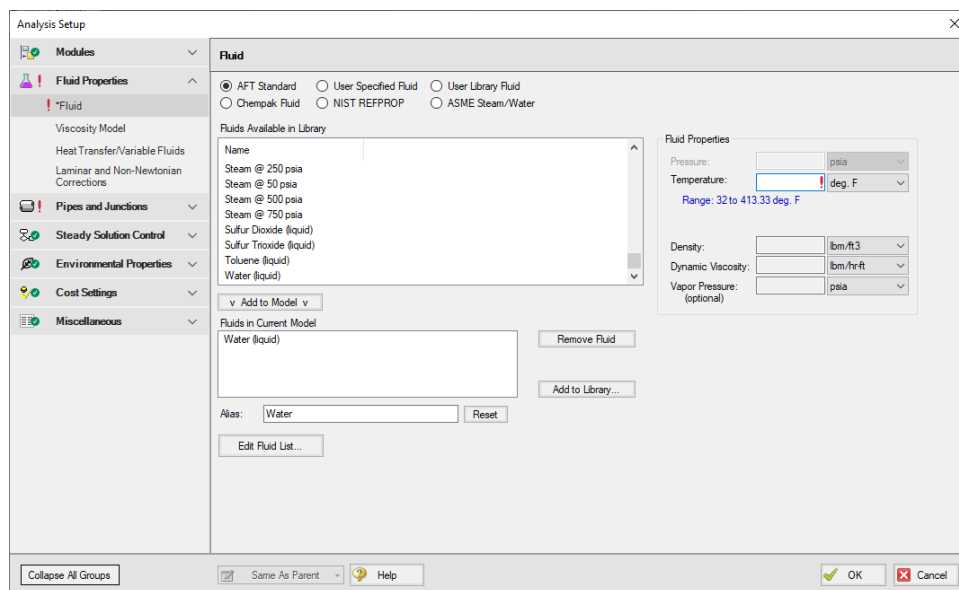 Analysis Setup
Modules
Fluid Properties
*Fluid
Viscosity Model
Heat Transfer/Variable Fluids
Laminar and Non-Newtonian
Corrections
Pipes and Junctions
Steady Solution Control
Environmental Properties
Cost Settings
Miscellaneous
Collapse All Groups
Fluid
AFT Standard User Specified Fluid User Library Fluid
Chempak Fluid NIST REFPROP ASME Steam/Water
Fluids Available in Library
Name
Steam @ 250 psia
Steam @ 50 psia
Steam @ 500 psia
Steam @ 750 psia
Sulfur Dioxide (liquid)
Sulfur Trioxide (liquid)
Toluene (liquid)
Water (liquid)
v Add to Model v
Fluids in Current Model
Water (liquid)
Remove Fluid
Add to Library...
Alias: Water Reset
Edit Fluid List...
Fluid Properties
Pressure: psia
Temperature: deg. F
Range: 32 to 413.33 deg. F
Density: lbm/ft3
Dynamic Viscosity: lbm/hr-ft
Vapor Pressure: psia
(optional)
Same As Parent Help OK Cancel